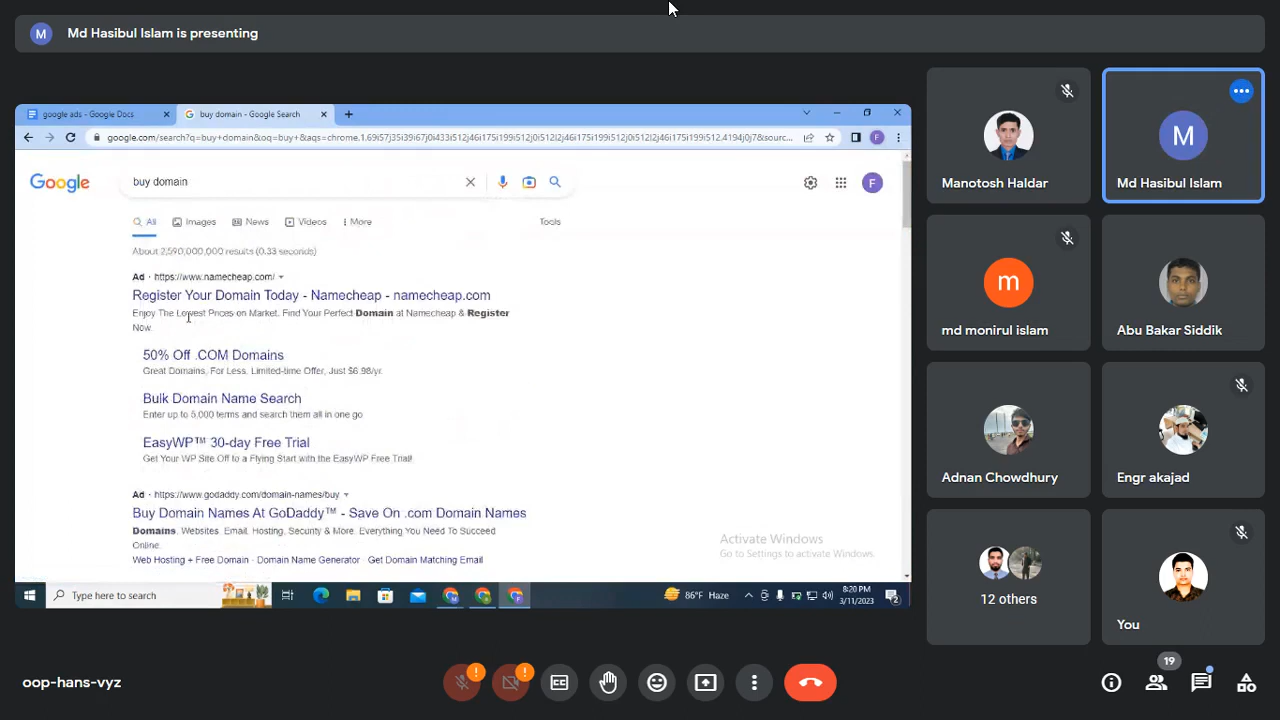 M Md Hasibul Islam is presenting
google ads - Google Docs
buy domain - Google Search
google.com/search?q=buy+domain&oq=buy+&aqs=chrome.1.69i57j35i39i67j0i433i512j46i175i199i512j0i512l2j46i175i199i512.4194j0j7&sourc...
F
Google
buy domain
F
All
Images
News
Videos
More
Tools
About 2,590,000,000 results (0.33 seconds)
Ad · https://www.namecheap.com/
Register Your Domain Today - Namecheap - namecheap.com
Enjoy The Lowest Prices on Market. Find Your Perfect Domain at Namecheap & Register
Now.
50% Off .COM Domains
Great Domains, For Less. Limited-time Offer, Just $6.98/yr.
Bulk Domain Name Search
Enter up to 5,000 terms and search them all in one go
EasyWP™ 30-day Free Trial
Get Your WP Site Off to a Flying Start with the EasyWP Free Trial!
Ad · https://www.godaddy.com/domain-names/buy
Buy Domain Names At GoDaddy™ - Save On .com Domain Names
Domains, Websites, Email, Hosting, Security & More. Everything You Need To Succeed
Online.
Web Hosting + Free Domain · Domain Name Generator · Get Domain Matching Email
Activate Windows
Go to Settings to activate Windows.
Type here to search
86°F Haze
8:20 PM
3/11/2023
2
Manotosh Haldar
M
Md Hasibul Islam
m
md monirul islam
Abu Bakar Siddik
Adnan Chowdhury
Engr akajad
12 others
You
oop-hans-vyz
19